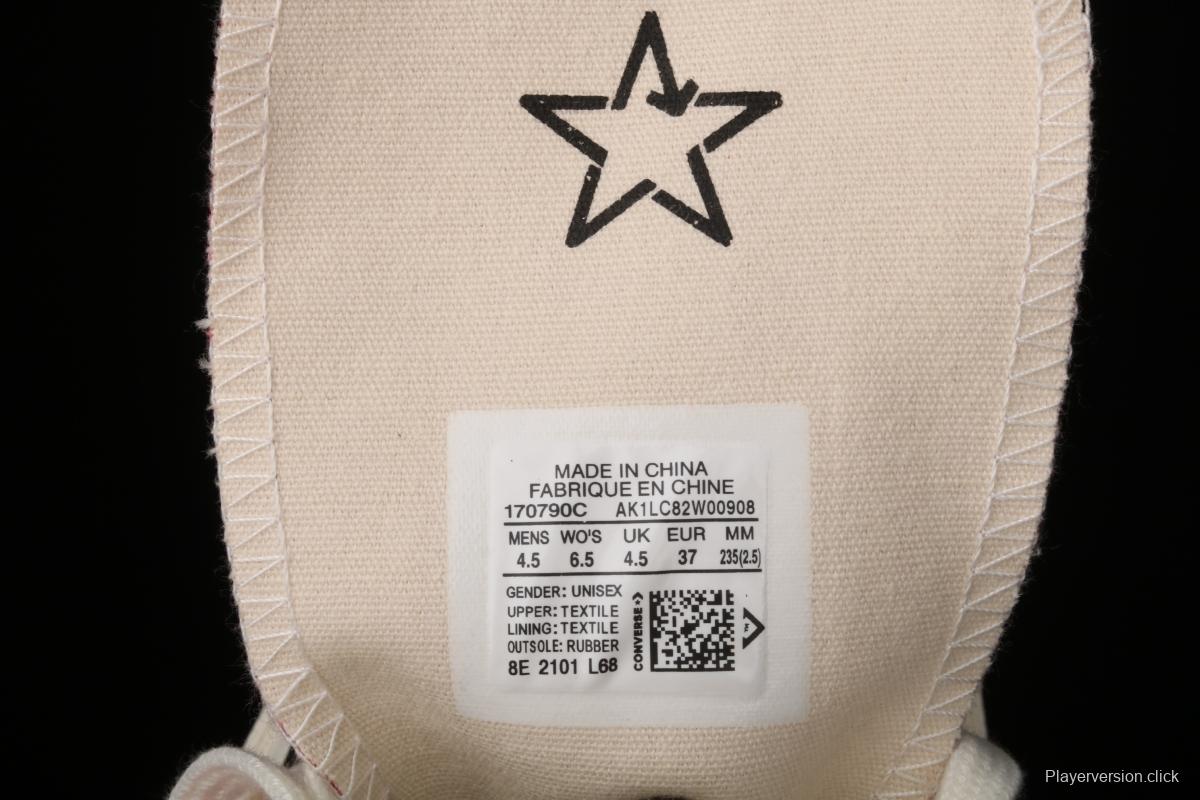 MADE IN CHINA
FABRIQUE EN CHINE
170790C AK1LC82W00908
MENS WO'S UK EUR MM
4.5 6.5 4.5 37 235(2.5)
GENDER: UNISEX
UPPER: TEXTILE
LINING: TEXTILE
OUTSOLE: RUBBER
8E 2101 L68
CONVERSE
Playerversion.click